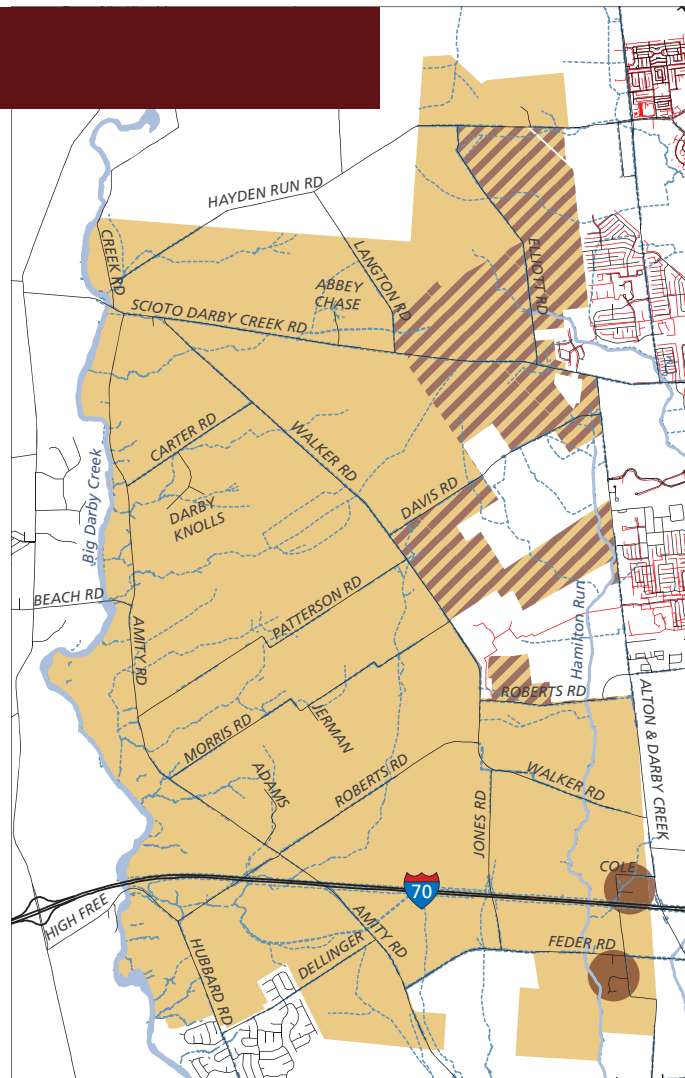 HAYDEN RUN RD
CREEK RD
LANGTON RD
ELLIOTT RD
ABBEY
CHASE
SCIOTO DARBY CREEK RD
CARTER RD
WALKER RD
Big Darby Creek
DARBY
KNOLLS
DAVIS RD
BEACH RD
PATTERSON RD
Hamilton Run
AMITY RD
ROBERTS RD
ALTON & DARBY CREEK
MORRIS RD
JERMAN
ADAMS
ROBERTS RD
WALKER RD
JONES RD
COLE
70
HIGH FREE
AMITY RD
FEDER RD
HUBBARD RD
DELLINGER